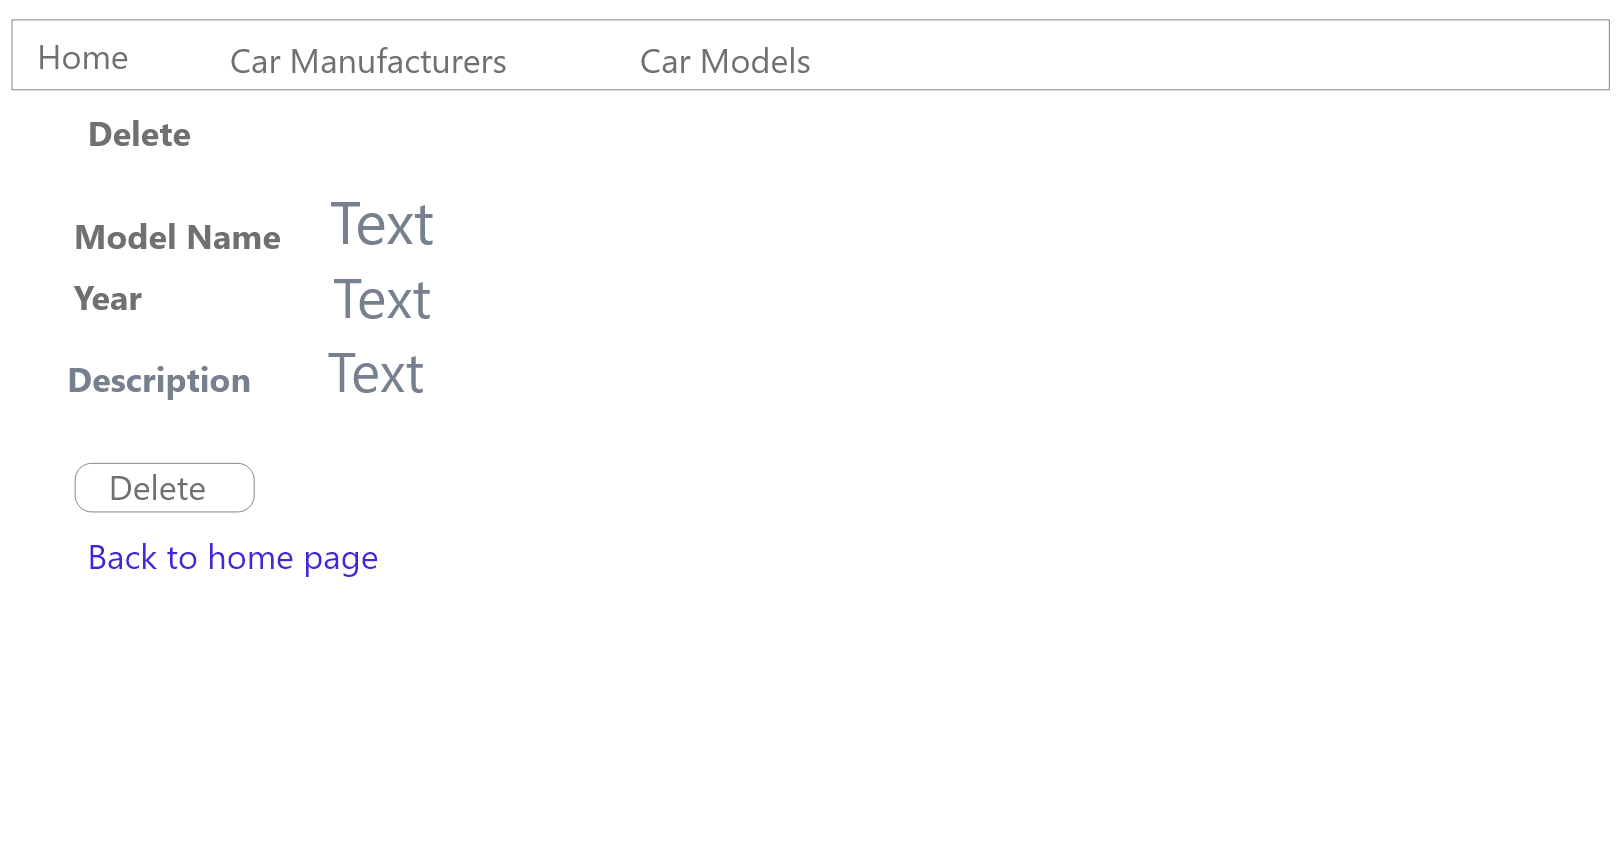 Home Car Manufacturers Car Models
Delete
Model Name Text
Year Text
Description Text
Delete
Back to home page